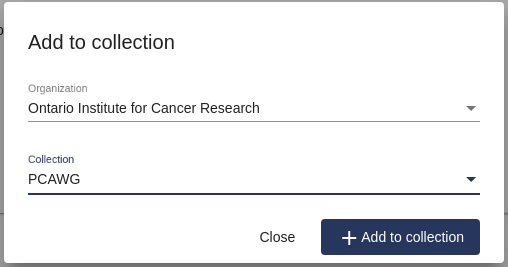 Add to collection
Organization
Ontario Institute for Cancer Research
Collection
PCAWG
Close
Add to collection